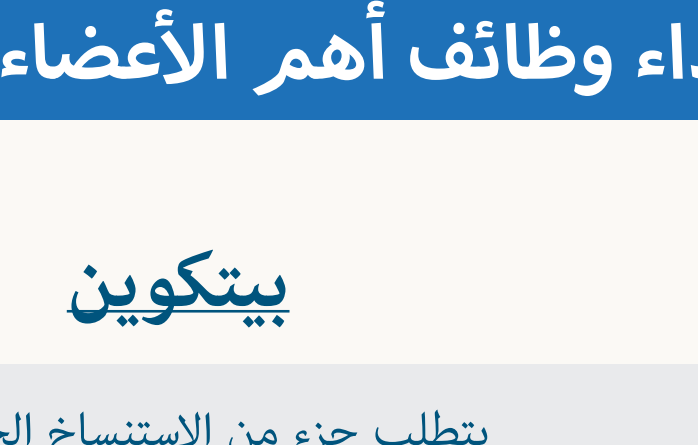 وظائف أهم الأعضاء
بيتكوين
يتطلب جزء من الاستنساخ